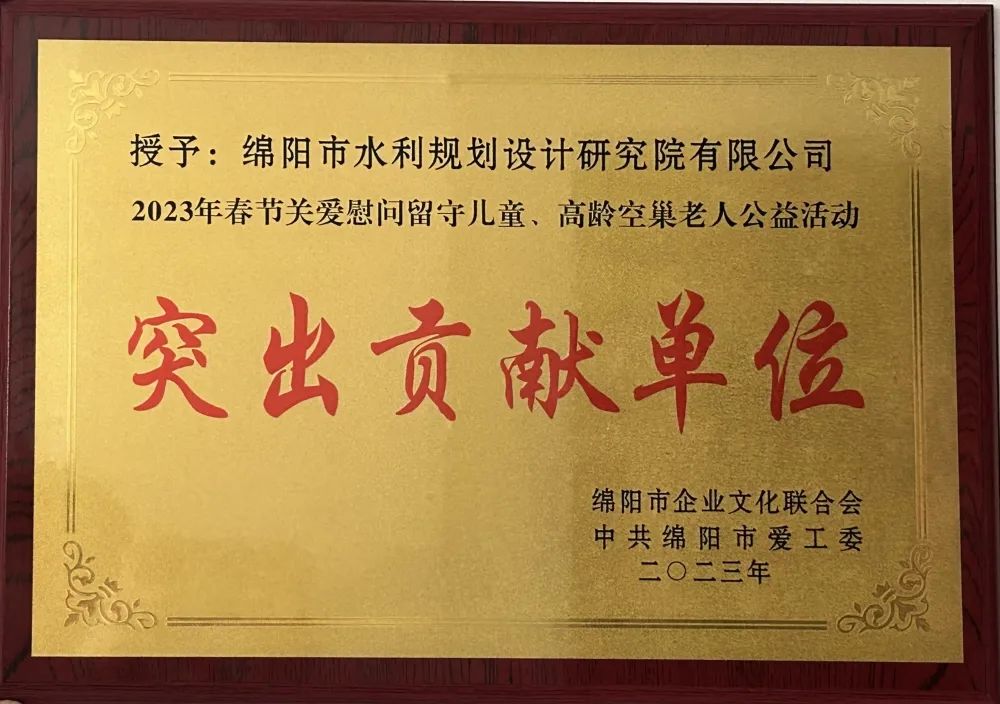 授予：绵阳市水利规划设计研究院有限公司
2023年春节关爱慰问留守儿童、高龄空巢老人公益活动
突出贡献单位
绵阳市企业文化联合会
中共绵阳市爱工委
二〇二三年